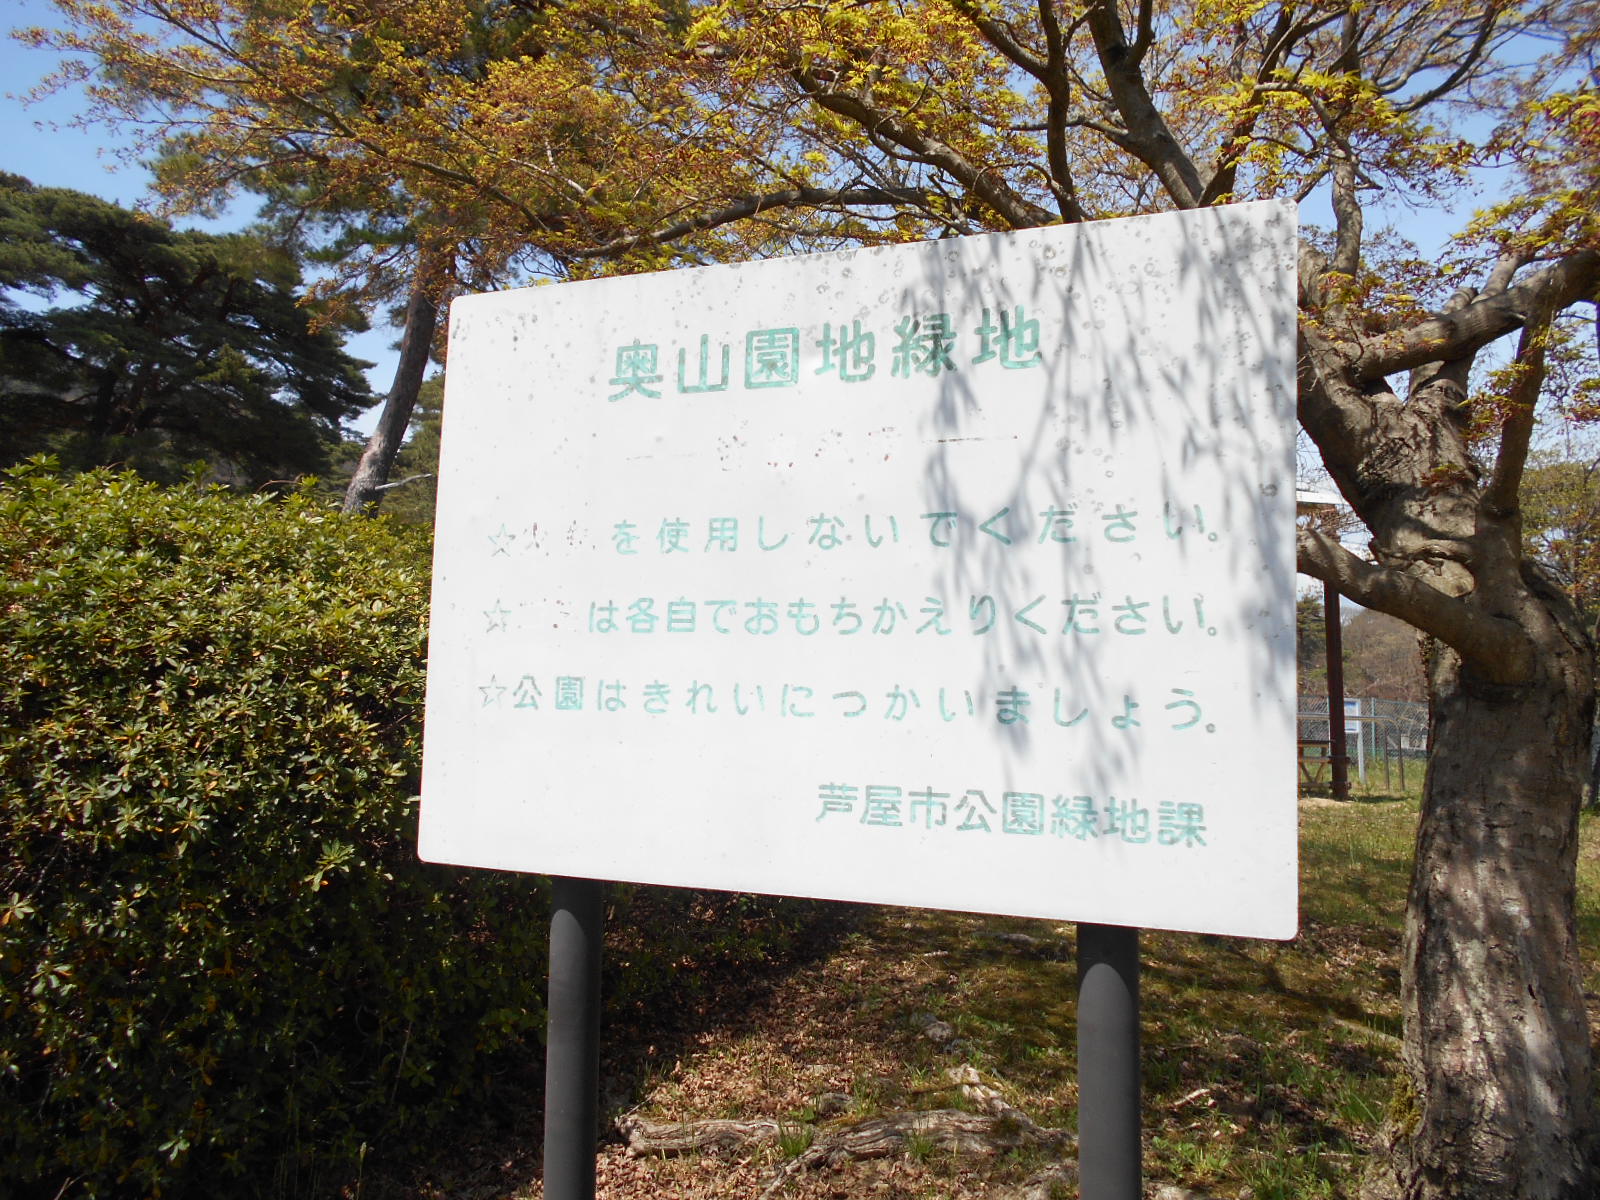 奥山園地緑地
☆を使用しないでください。
☆は各自でおもちかえりください。
☆公園はきれいにつかいましょう。
芦屋市公園緑地課